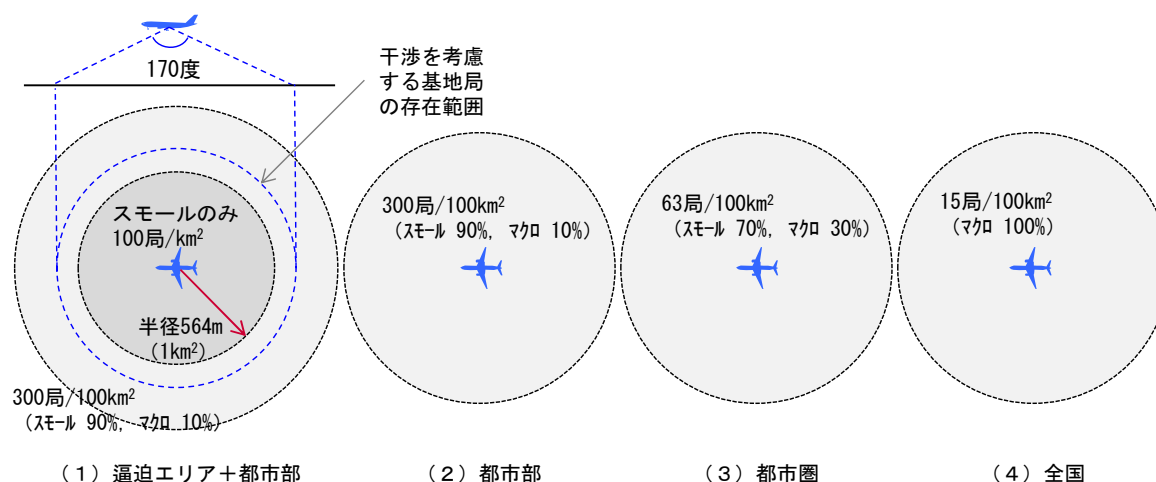 170度
干渉を考慮
する基地局
の存在範囲
スモールのみ
100局/km²
半径564m
(1km²)
300局/100km²
(スモール 90%, マクロ 10%)
300局/100km²
(スモール 90%, マクロ 10%)
63局/100km²
(スモール 70%, マクロ 30%)
15局/100km²
(マクロ 100%)
(1)逼迫エリア+都市部
(2)都市部
(3)都市圏
(4)全国